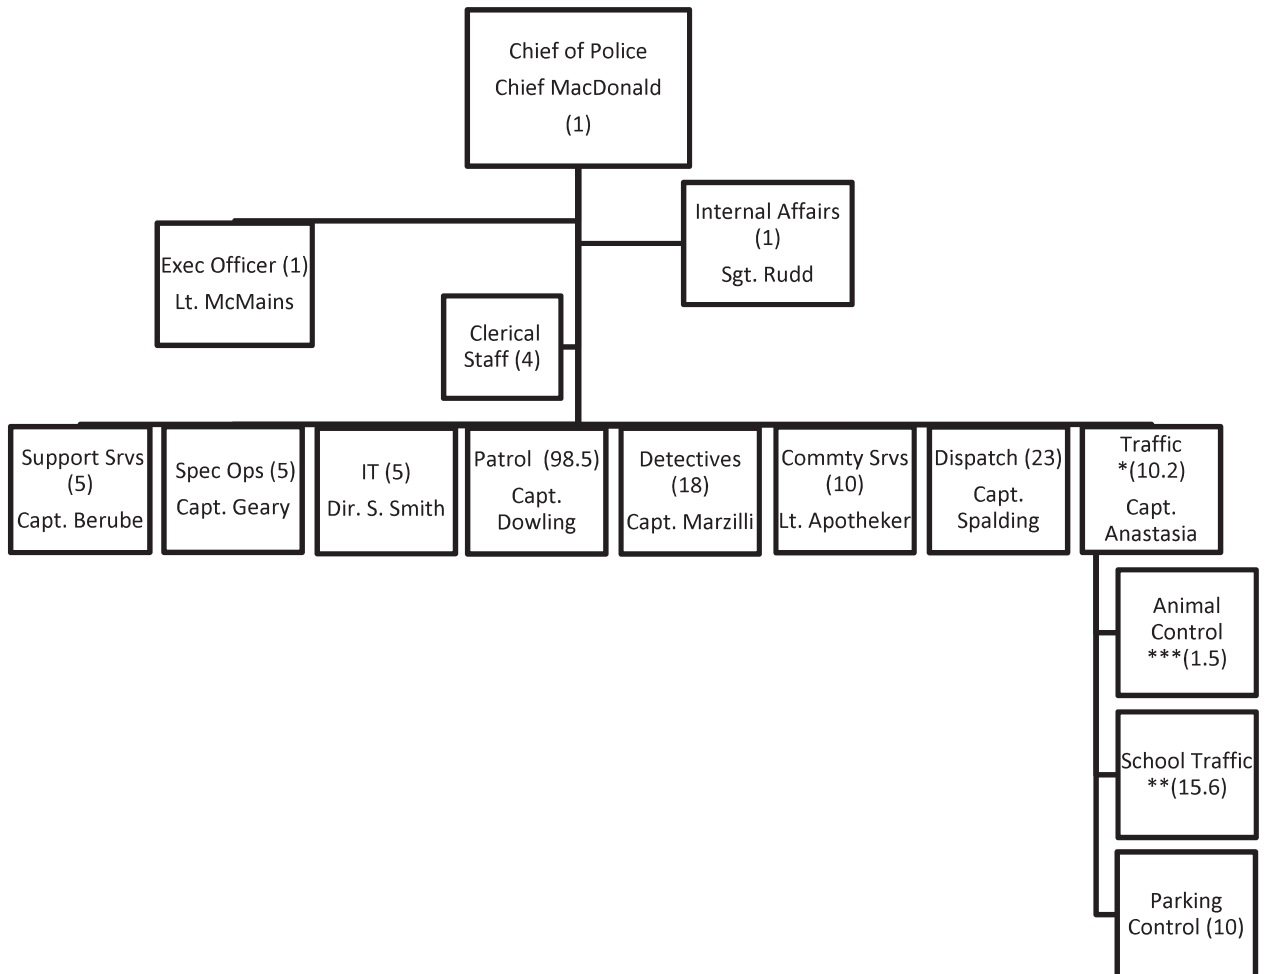 Chief of Police
Chief MacDonald
(1)
Internal Affairs
(1)
Sgt. Rudd
Exec Officer (1)
Lt. McMains
Clerical
Staff (4)
Support Srvs
(5)
Capt. Berube
Spec Ops (5)
Capt. Geary
IT (5)
Dir. S. Smith
Patrol (98.5)
Capt.
Dowling
Detectives
(18)
Capt. Marzilli
Commty Srvs
(10)
Lt. Apotheker
Dispatch (23)
Capt.
Spalding
Traffic
*(10.2)
Capt.
Anastasia
Animal
Control
***(1.5)
School Traffic
**(15.6)
Parking
Control (10)